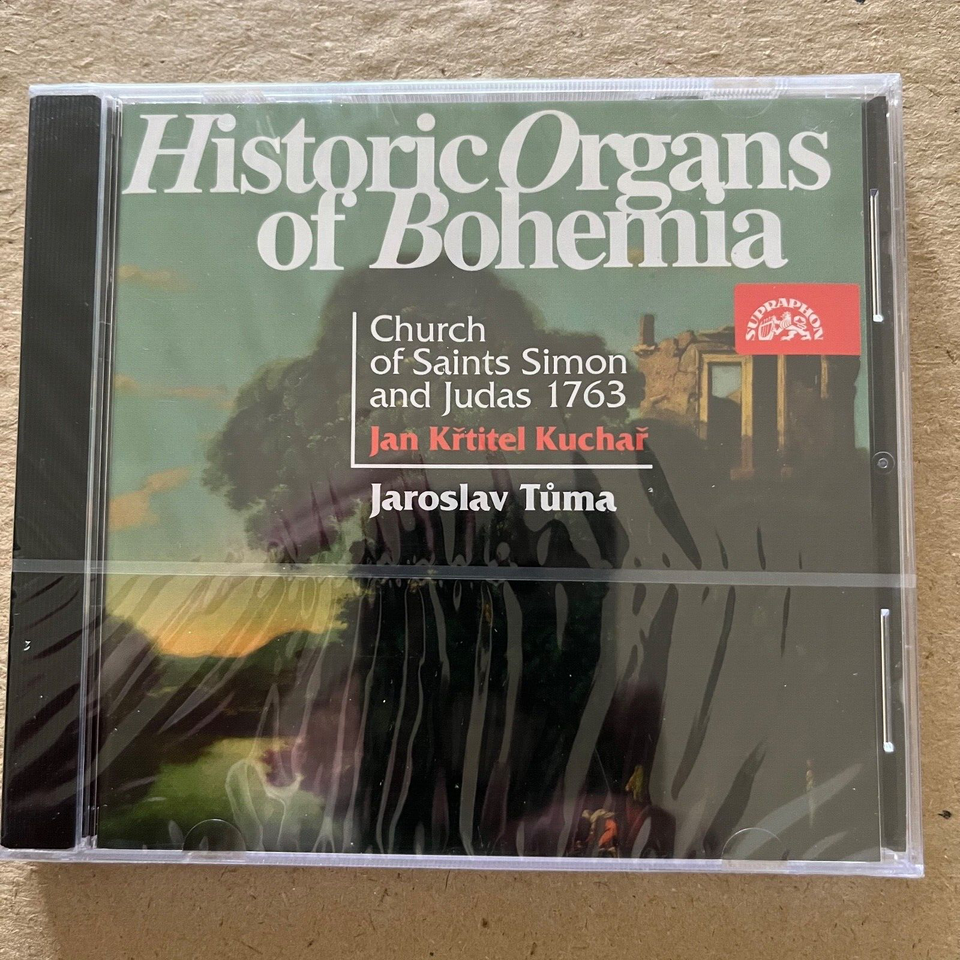 Historic Organs
of Bohemia
SUPRAPHON
Church
of Saints Simon
and Judas 1763
Jan Křtitel Kuchař
Jaroslav Tůma